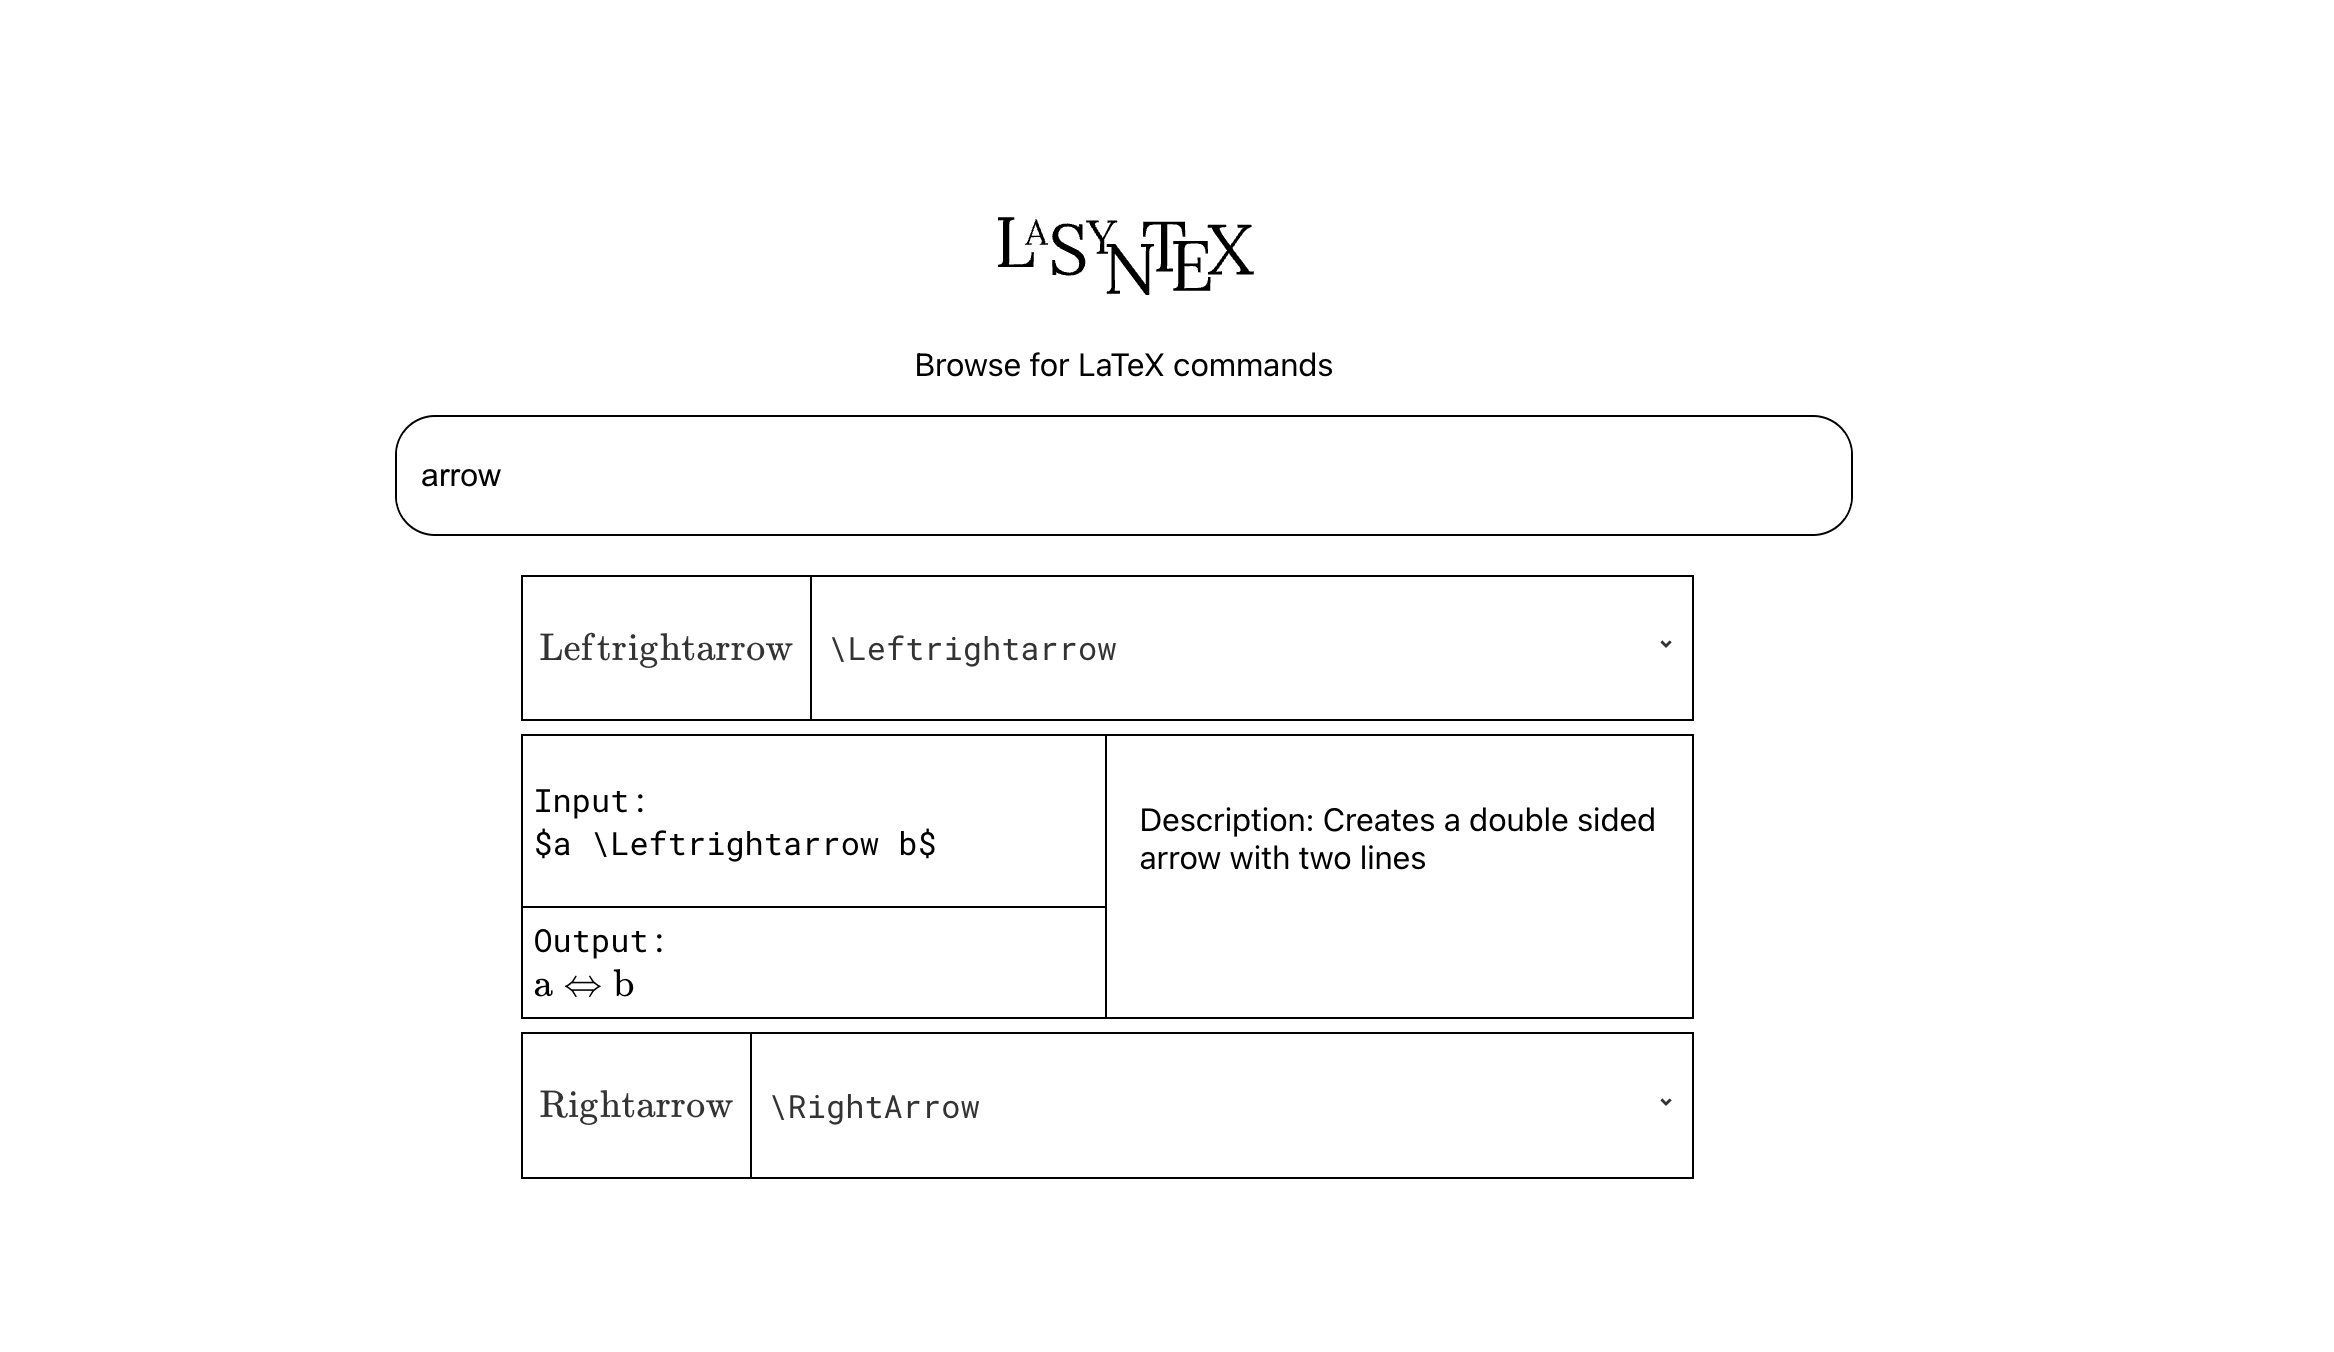 LASYNTEX
Browse for LaTeX commands
arrow
Leftrightarrow \Leftrightarrow
Input:
$a \Leftrightarrow b$
Output:
a ⇔ b
Description: Creates a double sided
arrow with two lines
Rightarrow \RightArrow